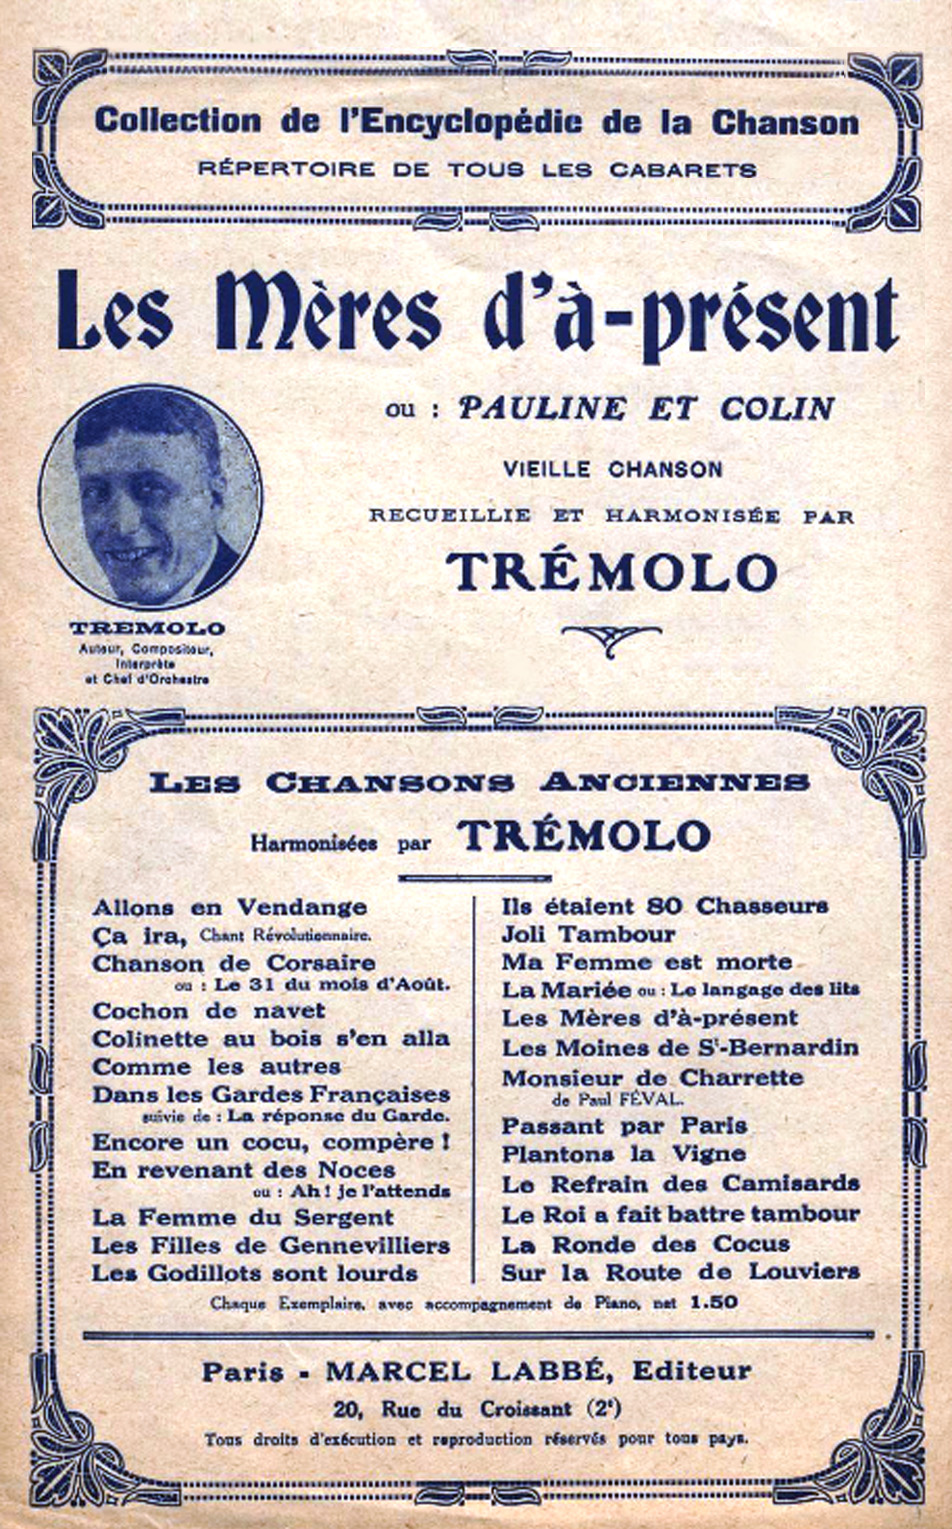 Collection de l'Encyclopédie de la Chanson
RÉPERTOIRE DE TOUS LES CABARETS
Les Mères d'à-présent
ou : PAULINE ET COLIN
VIEILLE CHANSON
RECUEILLIE ET HARMONISÉE PAR
TRÉMOLO
TREMOLO
Auteur, Compositeur,
Interprète
et Chef d'Orchestre
LES CHANSONS ANCIENNES
Harmonisées par TRÉMOLO
Allons en Vendange
Ça ira, Chant Révolutionnaire.
Chanson de Corsaire
ou : Le 31 du mois d'Août.
Cochon de navet
Colinette au bois s'en alla
Comme les autres
Dans les Gardes Françaises
suivie de : La réponse du Garde.
Encore un cocu, compère !
En revenant des Noces
ou : Ah ! je l'attends
La Femme du Sergent
Les Filles de Gennevilliers
Les Godillots sont lourds
Ils étaient 80 Chasseurs
Joli Tambour
Ma Femme est morte
La Mariée ou : Le langage des lits
Les Mères d'à-présent
Les Moines de St-Bernardin
Monsieur de Charrette
de Paul FÉVAL.
Passant par Paris
Plantons la Vigne
Le Refrain des Camisards
Le Roi a fait battre tambour
La Ronde des Cocus
Sur la Route de Louviers
Chaque Exemplaire, avec accompagnement de Piano, net 1.50
Paris - MARCEL LABBÉ, Editeur
20, Rue du Croissant (2e)
Tous droits d'exécution et reproduction réservés pour tous pays.